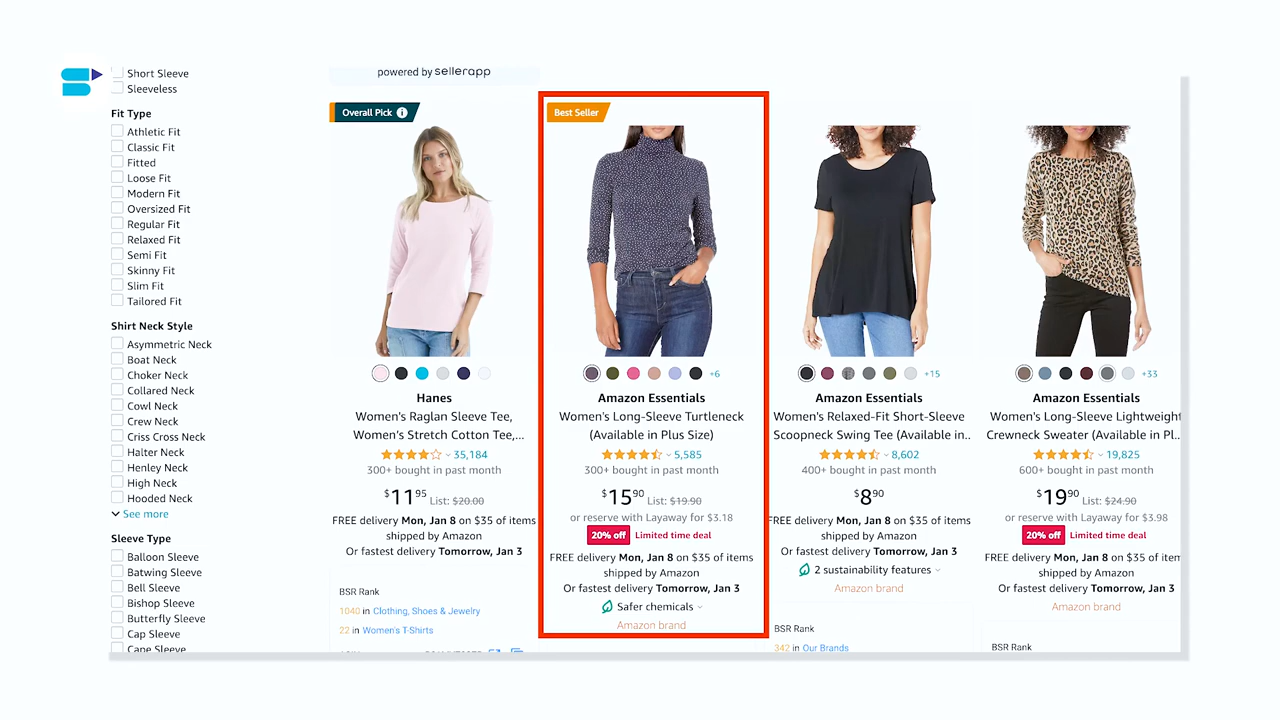 Short Sleeve
Sleeveless
Fit Type
Athletic Fit
Classic Fit
Fitted
Loose Fit
Modern Fit
Oversized Fit
Regular Fit
Relaxed Fit
Semi Fit
Skinny Fit
Slim Fit
Tailored Fit
Shirt Neck Style
Asymmetric Neck
Boat Neck
Choker Neck
Collared Neck
Cowl Neck
Crew Neck
Criss Cross Neck
Halter Neck
Henley Neck
High Neck
Hooded Neck
See more
Sleeve Type
Balloon Sleeve
Batwing Sleeve
Bell Sleeve
Bishop Sleeve
Butterfly Sleeve
Cap Sleeve
Cape Sleeve
powered by sellerapp
Overall Pick
Hanes
Women's Raglan Sleeve Tee,
Women's Stretch Cotton Tee,...
35,184
300+ bought in past month
$11 95 List: $20.00
FREE delivery Mon, Jan 8 on $35 of items
shipped by Amazon
Or fastest delivery Tomorrow, Jan 3
BSR Rank
1040 in Clothing, Shoes & Jewelry
22 in Women's T-Shirts
Best Seller
+6
Amazon Essentials
Women's Long-Sleeve Turtleneck
(Available in Plus Size)
5,585
300+ bought in past month
$15 90 List: $19.90
or reserve with Layaway for $3.18
20% off Limited time deal
FREE delivery Mon, Jan 8 on $35 of items
shipped by Amazon
Or fastest delivery Tomorrow, Jan 3
Safer chemicals
Amazon brand
+15
Amazon Essentials
Women's Relaxed-Fit Short-Sleeve
Scoopneck Swing Tee (Available in..
8,602
400+ bought in past month
$8 90
FREE delivery Mon, Jan 8 on $35 of items
shipped by Amazon
Or fastest delivery Tomorrow, Jan 3
2 sustainability features
Amazon brand
BSR Rank
342 in Our Brands
+33
Amazon Essentials
Women's Long-Sleeve Lightweight
Crewneck Sweater (Available in Pl..
19,825
600+ bought in past month
$19 90 List: $24.90
or reserve with Layaway for $3.98
20% off Limited time deal
FREE delivery Mon, Jan 8 on $35 of items
shipped by Amazon
Or fastest delivery Tomorrow, Jan 3
Amazon brand
BSR Rank